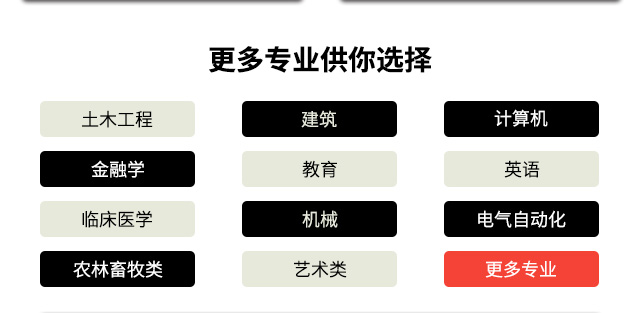 更多专业供你选择
土木工程
建筑
计算机
金融学
教育
英语
临床医学
机械
电气自动化
农林畜牧类
艺术类
更多专业